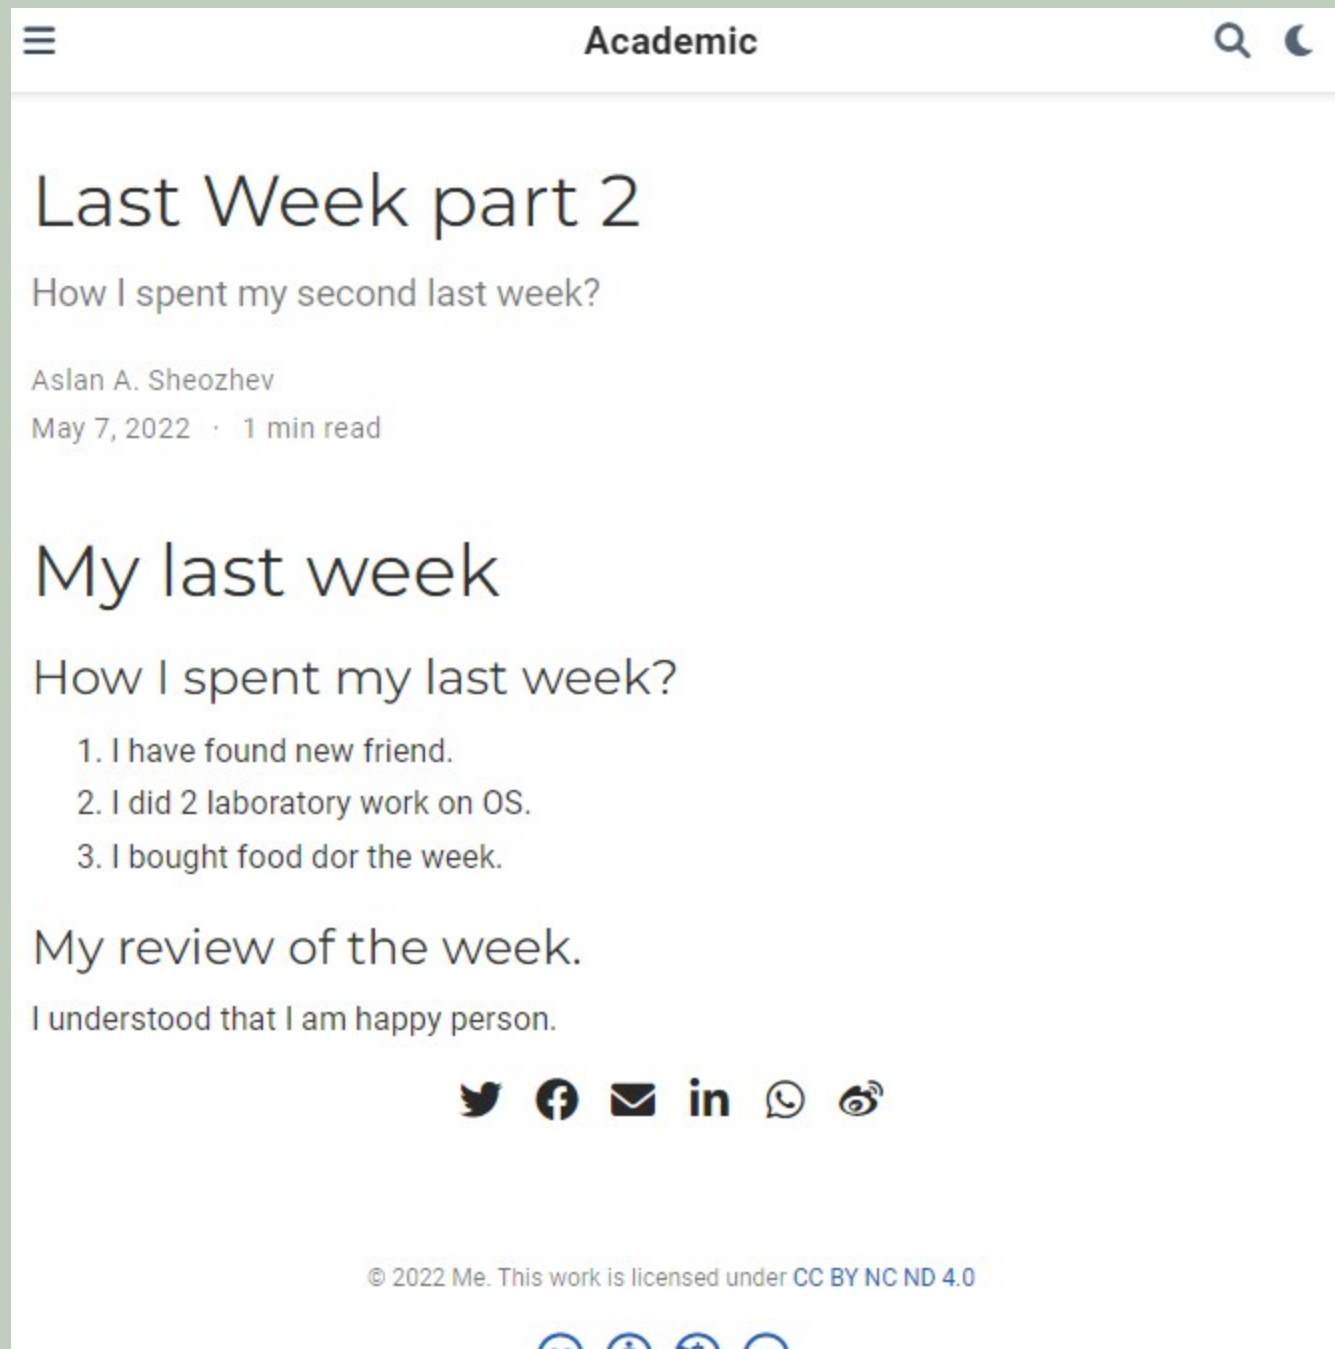 Academic
Last Week part 2
How I spent my second last week?
Aslan A. Sheozhev
May 7, 2022 · 1 min read
My last week
How I spent my last week?
1. I have found new friend.
2. I did 2 laboratory work on OS.
3. I bought food dor the week.
My review of the week.
I understood that I am happy person.
© 2022 Me. This work is licensed under CC BY NC ND 4.0